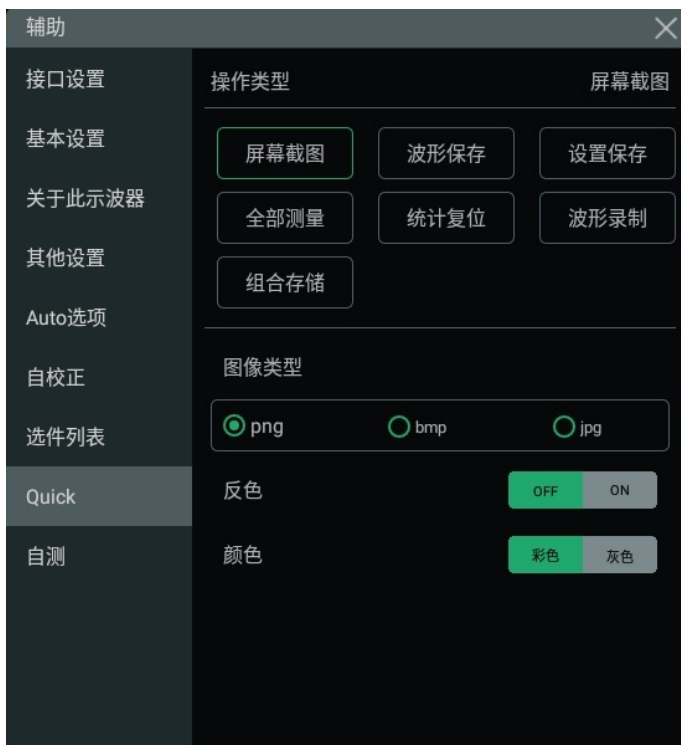 辅助
接口设置
基本设置
关于此示波器
其他设置
Auto选项
自校正
选件列表
Quick
自测
操作类型 屏幕截图
屏幕截图 波形保存 设置保存
全部测量 统计复位 波形录制
组合存储
图像类型
png bmp jpg
反色 OFF ON
颜色 彩色 灰色